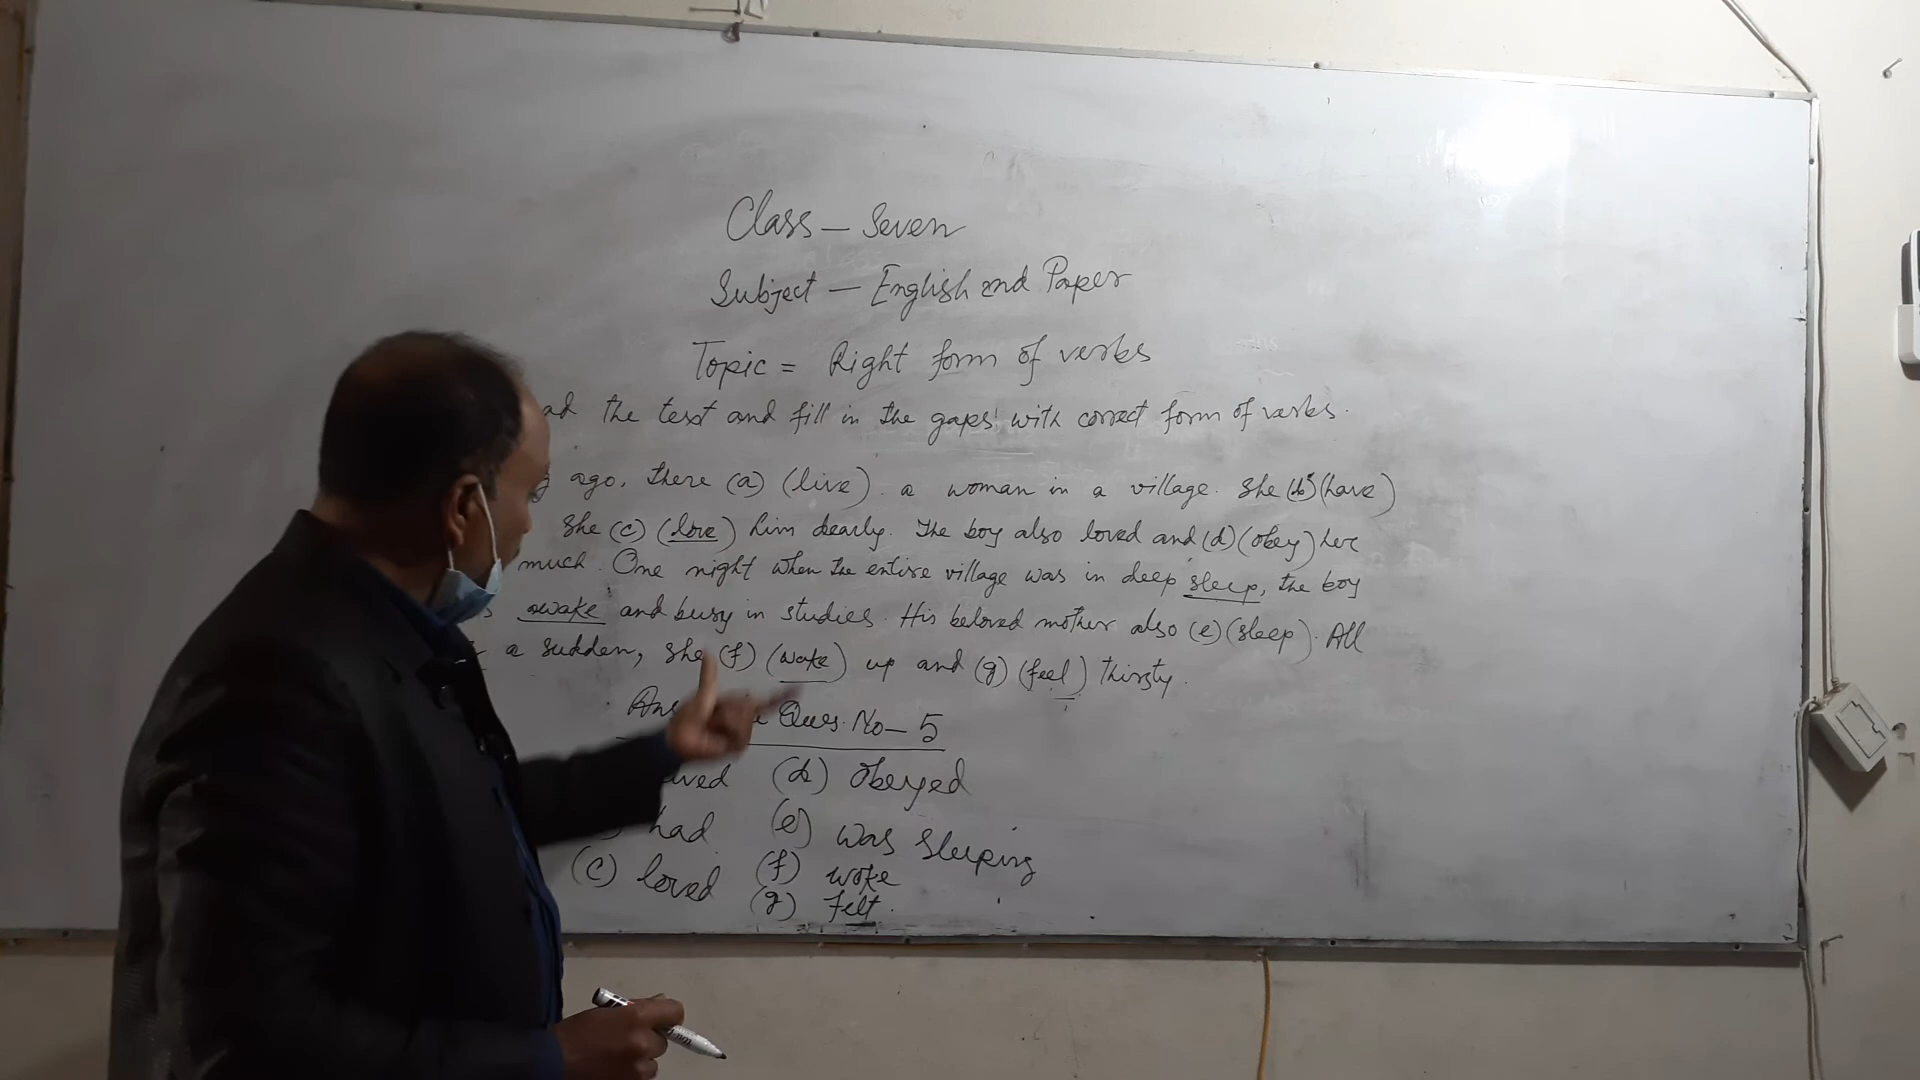 Class – Seven
Subject – English 2nd Paper
Topic = Right form of verbs
the text and fill in the gaps with correct form of verbs.
ago, there (a) (live). a woman in a village. She (b) (have)
She (c) (love) him dearly. The boy also loved and (d) (obey) her
much. One night when the entire village was in deep sleep, the boy
awake and busy in studies. His beloved mother also (e) (sleep). All
a sudden, she (f) (wake) up and (g) (feel) thirsty.
Ques. No – 5
(d) obeyed
had (e) was sleeping
(c) loved (f) woke
(g) felt.